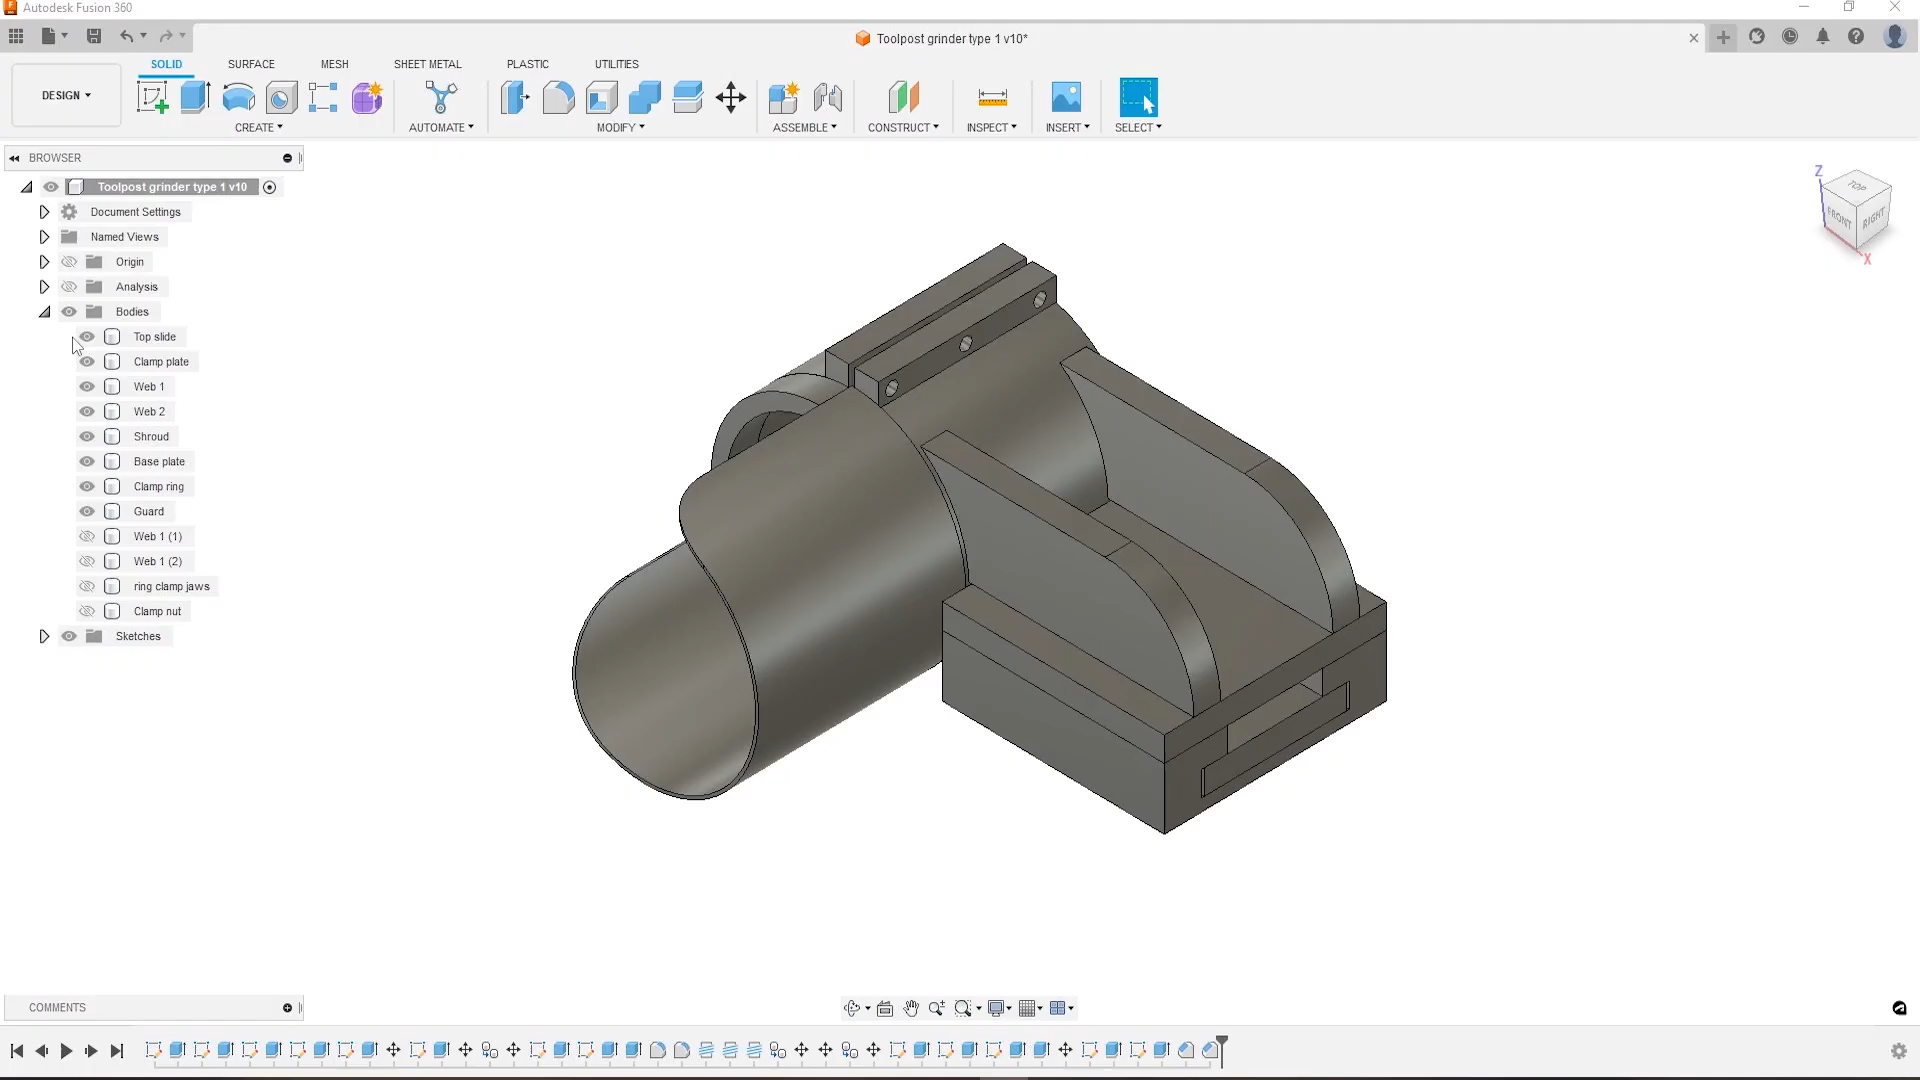 Autodesk Fusion 360
Toolpost grinder type 1 v10*
SOLID SURFACE MESH SHEET METAL PLASTIC UTILITIES
DESIGN
CREATE AUTOMATE MODIFY ASSEMBLE CONSTRUCT INSPECT INSERT SELECT
BROWSER
Toolpost grinder type 1 v10
Document Settings
Named Views
Origin
Analysis
Bodies
Top slide
Clamp plate
Web 1
Web 2
Shroud
Base plate
Clamp ring
Guard
Web 1 (1)
Web 1 (2)
ring clamp jaws
Clamp nut
Sketches
Z
TOP
FRONT
RIGHT
X
COMMENTS